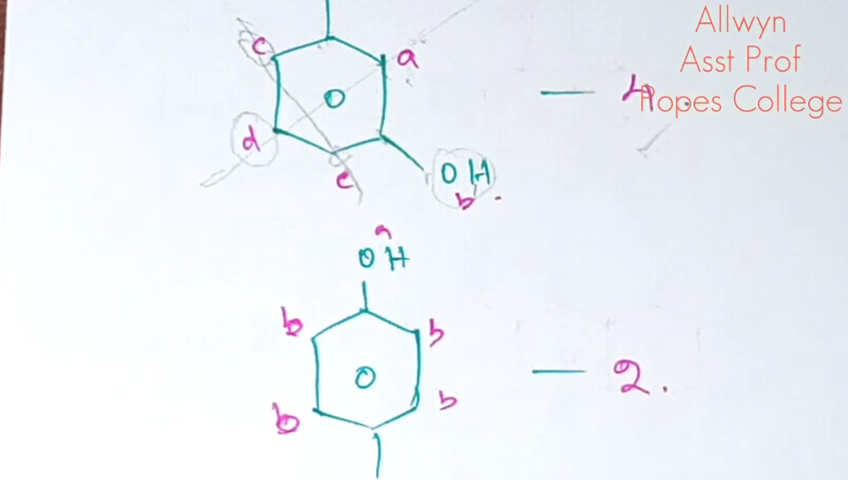 Allwyn
Asst Prof
Popes College
c
a
O
— 4.
d
c
OH
b.
a
OH
b
b
O
— 2.
b
b